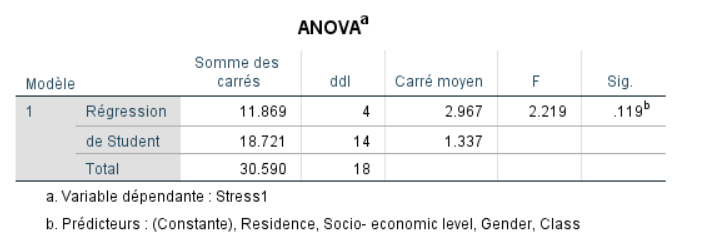 ANOVAa
Modèle Somme des carrés ddl Carré moyen F Sig.
1 Régression 11.869 4 2.967 2.219 .119b
de Student 18.721 14 1.337
Total 30.590 18
a. Variable dépendante : Stress1
b. Prédicteurs : (Constante), Residence, Socio- economic level, Gender, Class